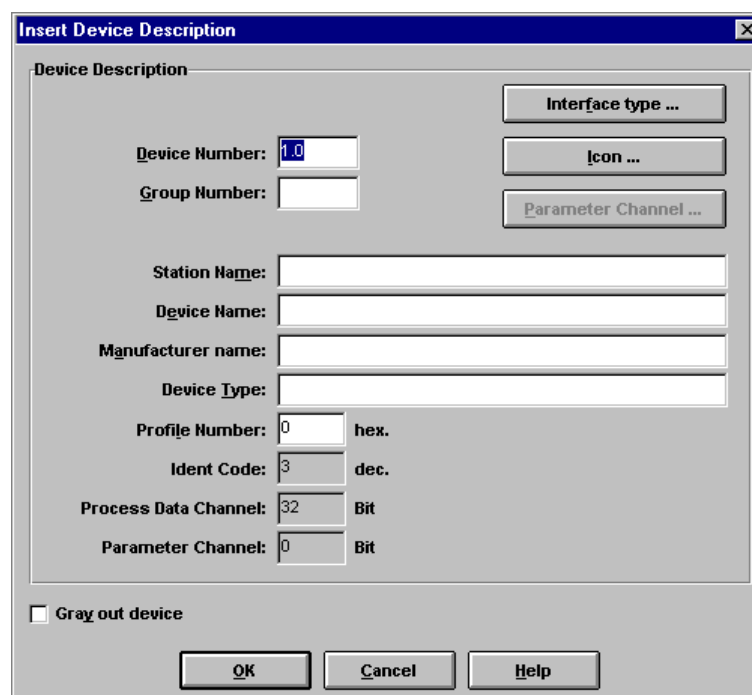 Insert Device Description
Device Description
Interface type ...
Device Number: 1.0
Icon ...
Group Number:
Parameter Channel ...
Station Name:
Device Name:
Manufacturer name:
Device Type:
Profile Number: 0 hex.
Ident Code: 3 dec.
Process Data Channel: 32 Bit
Parameter Channel: 0 Bit
Gray out device
OK Cancel Help